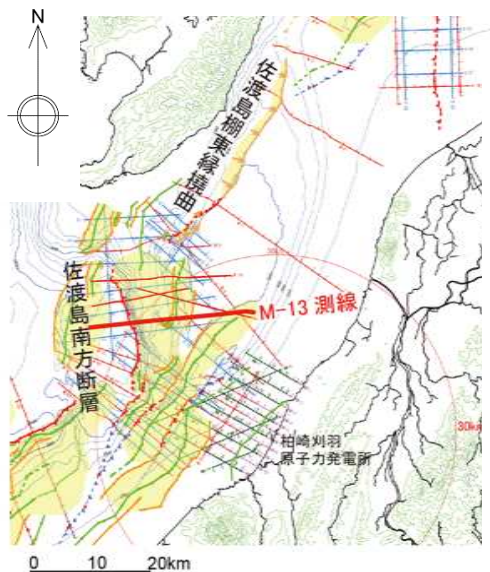 N
佐渡島棚東縁撓曲
佐渡島南方断層
M-13 測線
柏崎刈羽
原子力発電所
30km
0 10 20km